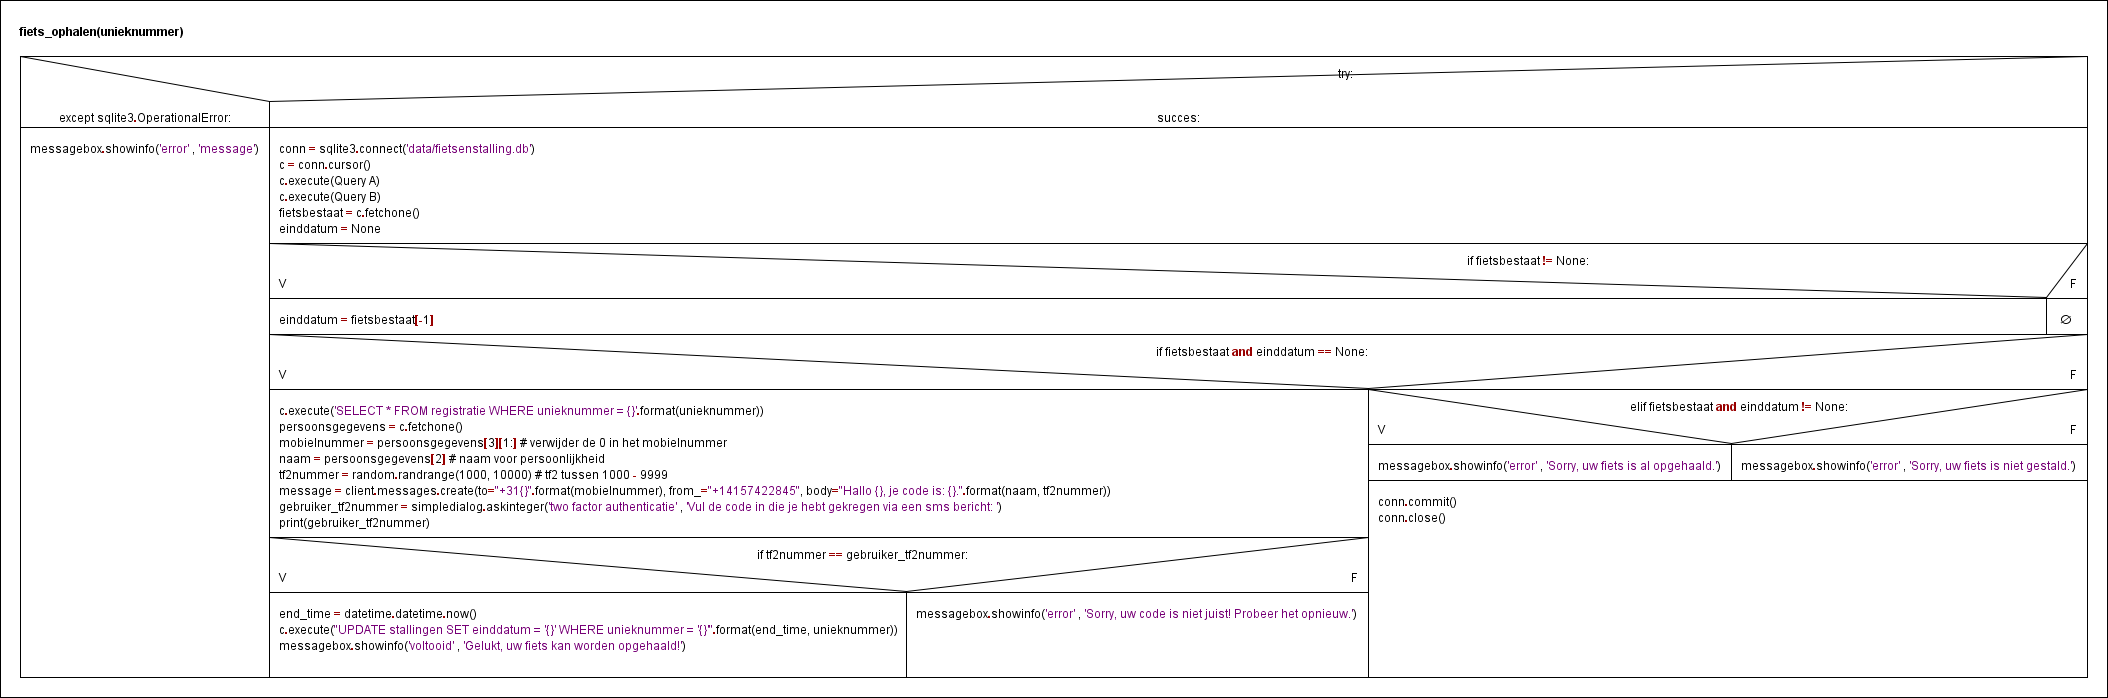 fiets_ophalen(unieknummer)
try:
except sqlite3.OperationalError:
succes:
messagebox.showinfo('error' , 'message')
conn = sqlite3.connect('data/fietsenstalling.db')
c = conn.cursor()
c.execute(Query A)
c.execute(Query B)
fietsbestaat = c.fetchone()
einddatum = None
if fietsbestaat != None:
V
F
einddatum = fietsbestaat[-1]
∅
if fietsbestaat and einddatum == None:
V
F
c.execute('SELECT * FROM registratie WHERE unieknummer = {}'.format(unieknummer))
persoonsgegevens = c.fetchone()
mobielnummer = persoonsgegevens[3][1:] # verwijder de 0 in het mobielnummer
naam = persoonsgegevens[2] # naam voor persoonlijkheid
tf2nummer = random.randrange(1000, 10000) # tf2 tussen 1000 - 9999
message = client.messages.create(to="+31{}".format(mobielnummer), from_="+14157422845", body="Hallo {}, je code is: {}.".format(naam, tf2nummer))
gebruiker_tf2nummer = simpledialog.askinteger('two factor authenticatie' , 'Vul de code in die je hebt gekregen via een sms bericht: ')
print(gebruiker_tf2nummer)
if tf2nummer == gebruiker_tf2nummer:
V
F
end_time = datetime.datetime.now()
c.execute("UPDATE stallingen SET einddatum = '{}' WHERE unieknummer = '{}'".format(end_time, unieknummer))
messagebox.showinfo('voltooid' , 'Gelukt, uw fiets kan worden opgehaald!')
messagebox.showinfo('error' , 'Sorry, uw code is niet juist! Probeer het opnieuw.')
elif fietsbestaat and einddatum != None:
V
F
messagebox.showinfo('error' , 'Sorry, uw fiets is al opgehaald.')
messagebox.showinfo('error' , 'Sorry, uw fiets is niet gestald.')
conn.commit()
conn.close()